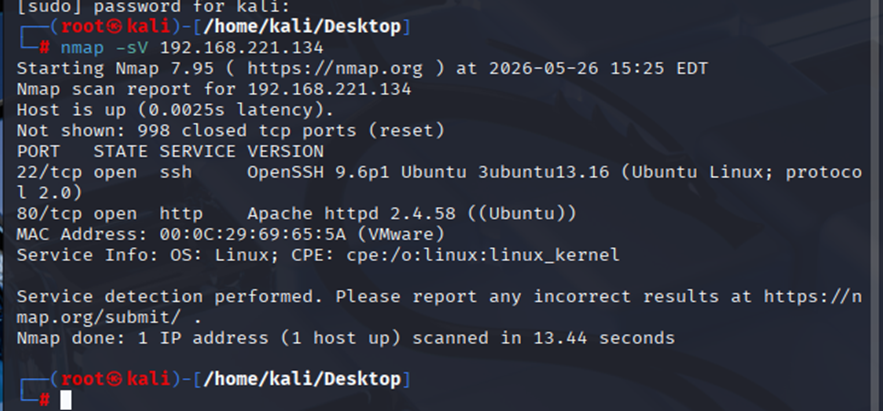 [sudo] password for kali:
┌──(root㉿kali)-[/home/kali/Desktop]
└─# nmap -sV 192.168.221.134
Starting Nmap 7.95 ( https://nmap.org ) at 2026-05-26 15:25 EDT
Nmap scan report for 192.168.221.134
Host is up (0.0025s latency).
Not shown: 998 closed tcp ports (reset)
PORT   STATE SERVICE VERSION
22/tcp open  ssh     OpenSSH 9.6p1 Ubuntu 3ubuntu13.16 (Ubuntu Linux; protoco
l 2.0)
80/tcp open  http    Apache httpd 2.4.58 ((Ubuntu))
MAC Address: 00:0C:29:69:65:5A (VMware)
Service Info: OS: Linux; CPE: cpe:/o:linux:linux_kernel

Service detection performed. Please report any incorrect results at https://n
map.org/submit/ .
Nmap done: 1 IP address (1 host up) scanned in 13.44 seconds

┌──(root㉿kali)-[/home/kali/Desktop]
└─#